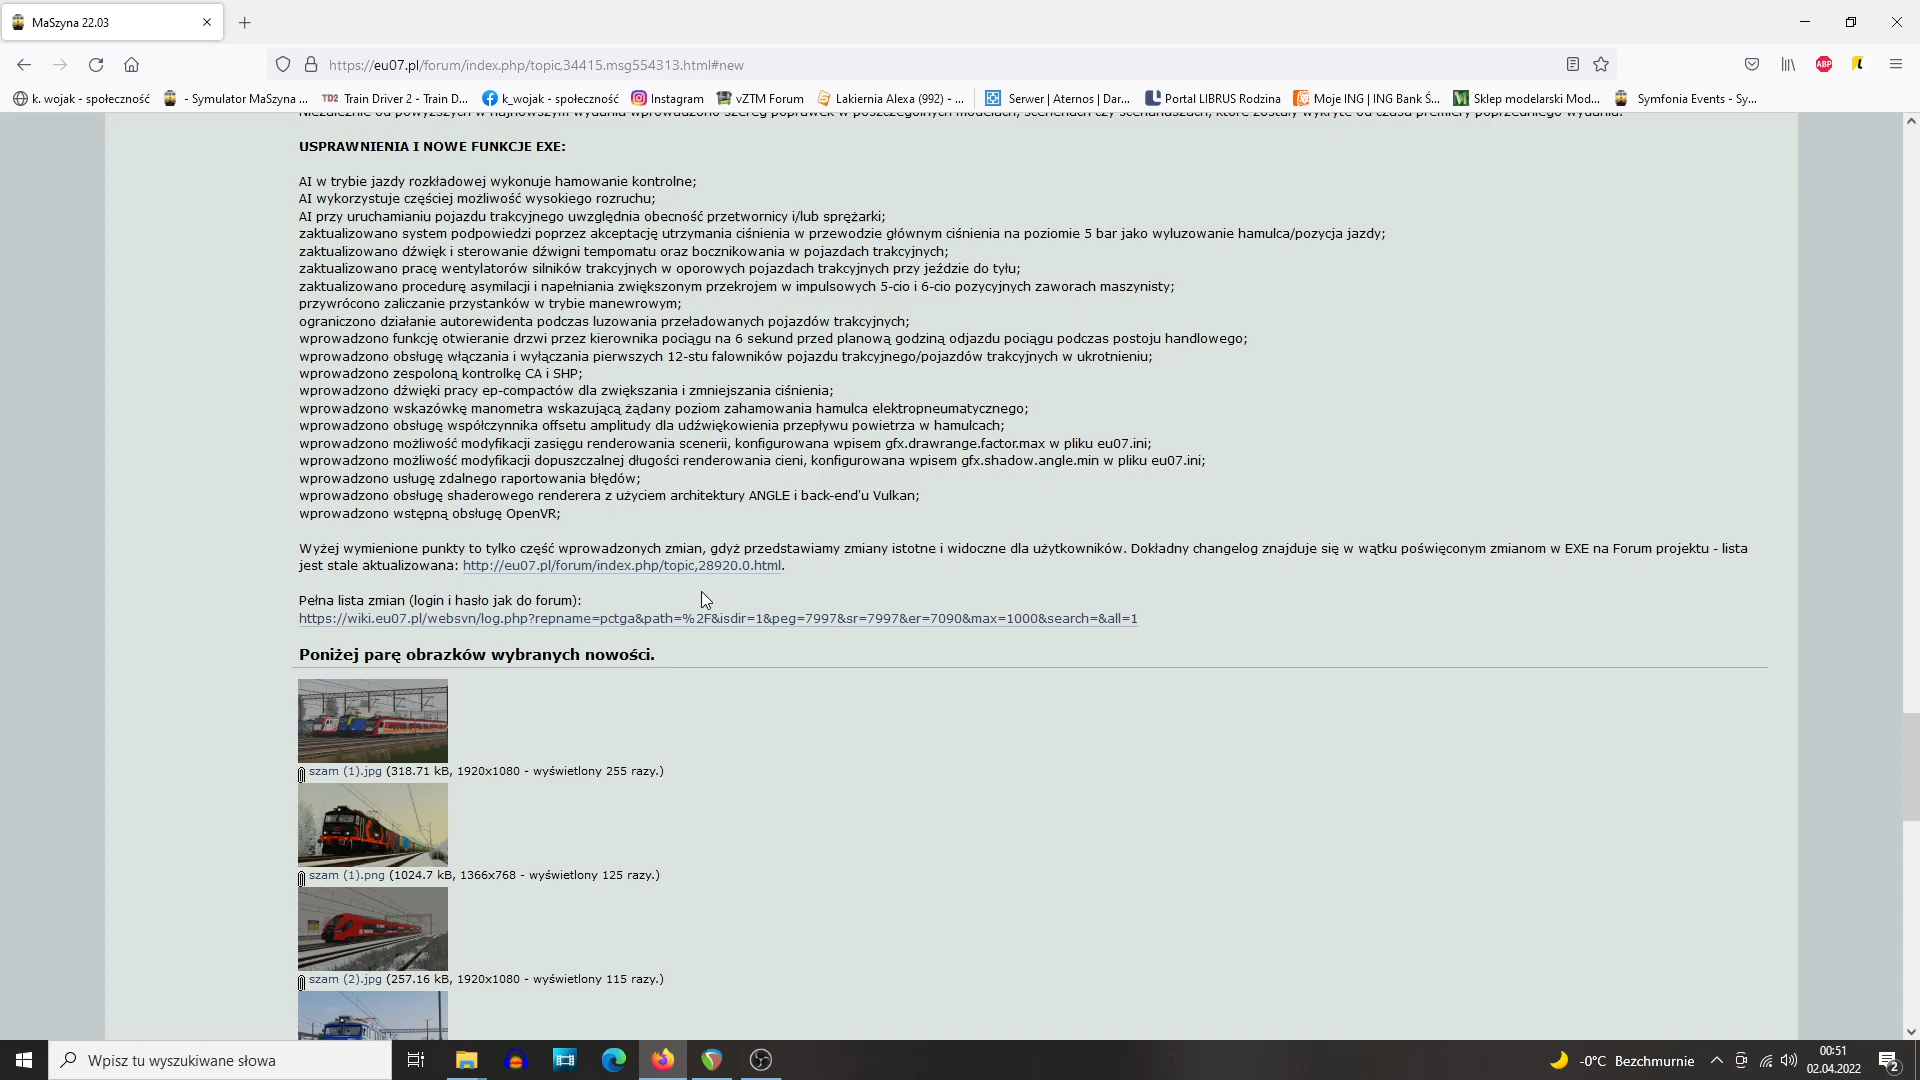 MaSzyna 22.03
https://eu07.pl/forum/index.php/topic,34415.msg554313.html#new
ABP
k. wojak - społeczność
- Symulator MaSzyna ...
TD2 Train Driver 2 - Train D...
k_wojak - społeczność
Instagram
vZTM Forum
Lakiernia Alexa (992) - ...
Serwer | Aternos | Dar...
Portal LIBRUS Rodzina
Moje ING | ING Bank Ś...
Sklep modelarski Mod...
Symfonia Events - Sy...
Niezależnie od powyższych w najnowszym wydaniu wprowadzono szereg poprawek w poszczególnych modelach, sceneriach czy scenariuszach, które zostały wykryte od czasu premiery poprzedniego wydania.
USPRAWNIENIA I NOWE FUNKCJE EXE:
AI w trybie jazdy rozkładowej wykonuje hamowanie kontrolne;
AI wykorzystuje częściej możliwość wysokiego rozruchu;
AI przy uruchamianiu pojazdu trakcyjnego uwzględnia obecność przetwornicy i/lub sprężarki;
zaktualizowano system podpowiedzi poprzez akceptację utrzymania ciśnienia w przewodzie głównym ciśnienia na poziomie 5 bar jako wyluzowanie hamulca/pozycja jazdy;
zaktualizowano dźwięk i sterowanie dźwigni tempomatu oraz bocznikowania w pojazdach trakcyjnych;
zaktualizowano pracę wentylatorów silników trakcyjnych w oporowych pojazdach trakcyjnych przy jeździe do tyłu;
zaktualizowano procedurę asymilacji i napełniania zwiększonym przekrojem w impulsowych 5-cio i 6-cio pozycyjnych zaworach maszynisty;
przywrócono zaliczanie przystanków w trybie manewrowym;
ograniczono działanie autorewidenta podczas luzowania przeładowanych pojazdów trakcyjnych;
wprowadzono funkcję otwieranie drzwi przez kierownika pociągu na 6 sekund przed planową godziną odjazdu pociągu podczas postoju handlowego;
wprowadzono obsługę włączania i wyłączania pierwszych 12-stu falowników pojazdu trakcyjnego/pojazdów trakcyjnych w ukrotnieniu;
wprowadzono zespoloną kontrolkę CA i SHP;
wprowadzono dźwięki pracy ep-compactów dla zwiększania i zmniejszania ciśnienia;
wprowadzono wskazówkę manometra wskazującą żądany poziom zahamowania hamulca elektropneumatycznego;
wprowadzono obsługę współczynnika offsetu amplitudy dla udźwiękowienia przepływu powietrza w hamulcach;
wprowadzono możliwość modyfikacji zasięgu renderowania scenerii, konfigurowana wpisem gfx.drawrange.factor.max w pliku eu07.ini;
wprowadzono możliwość modyfikacji dopuszczalnej długości renderowania cieni, konfigurowana wpisem gfx.shadow.angle.min w pliku eu07.ini;
wprowadzono usługę zdalnego raportowania błędów;
wprowadzono obsługę shaderowego renderera z użyciem architektury ANGLE i back-end'u Vulkan;
wprowadzono wstępną obsługę OpenVR;
Wyżej wymienione punkty to tylko część wprowadzonych zmian, gdyż przedstawiamy zmiany istotne i widoczne dla użytkowników. Dokładny changelog znajduje się w wątku poświęconym zmianom w EXE na Forum projektu - lista
jest stale aktualizowana: http://eu07.pl/forum/index.php/topic,28920.0.html.
Pełna lista zmian (login i hasło jak do forum):
https://wiki.eu07.pl/websvn/log.php?repname=pctga&path=%2F&isdir=1&peg=7997&sr=7997&er=7090&max=1000&search=&all=1
Poniżej parę obrazków wybranych nowości.
szam (1).jpg (318.71 kB, 1920x1080 - wyświetlony 255 razy.)
szam (1).png (1024.7 kB, 1366x768 - wyświetlony 125 razy.)
szam (2).jpg (257.16 kB, 1920x1080 - wyświetlony 115 razy.)
Wpisz tu wyszukiwane słowa
-0°C Bezchmurnie
00:51
02.04.2022
2